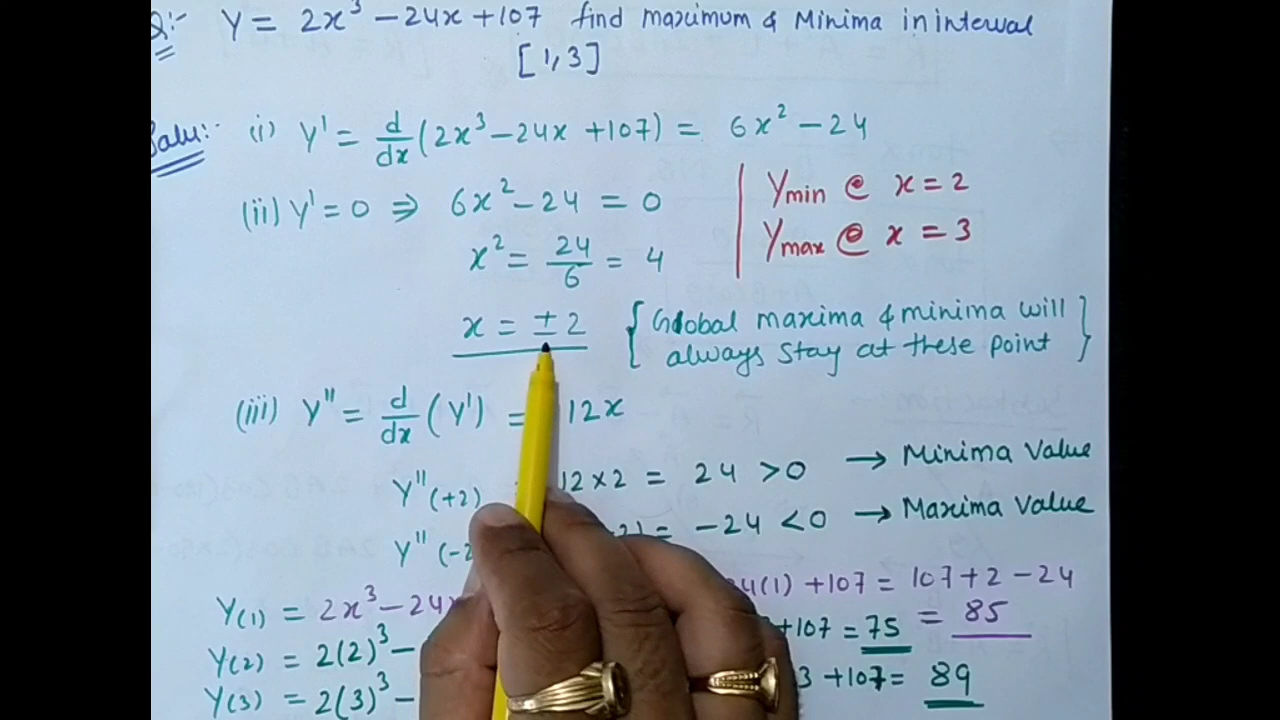 Q:- Y = 2x³ - 24x + 107 find maximum & Minima in interval
[1,3]
Solu:- (i) Y' = d/dx (2x³ - 24x + 107) = 6x² - 24
(ii) Y' = 0 ⇒ 6x² - 24 = 0
x² = 24/6 = 4
x = ± 2
Ymin @ x = 2
Ymax @ x = 3
{Global maxima & minima will
always stay at these point}
(iii) Y'' = d/dx (Y') = 12x
Y''(+2) 12×2 = 24 >0 → Minima Value
Y''(-2 = -24 <0 → Maxima Value
Y(1) = 2x³ - 24x 4(1) + 107 = 107 + 2 - 24
= 85
Y(2) = 2(2)³ - +107 = 75
Y(3) = 2(3)³ - 3 + 107 = 89